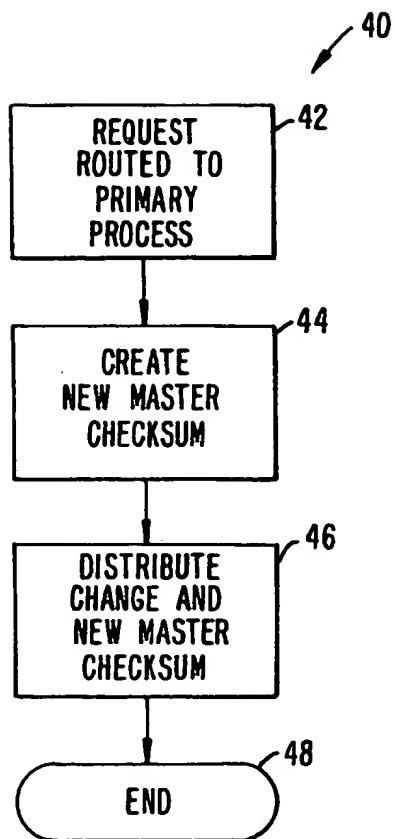 40
42
REQUEST
ROUTED TO
PRIMARY
PROCESS
44
CREATE
NEW MASTER
CHECKSUM
46
DISTRIBUTE
CHANGE AND
NEW MASTER
CHECKSUM
48
END